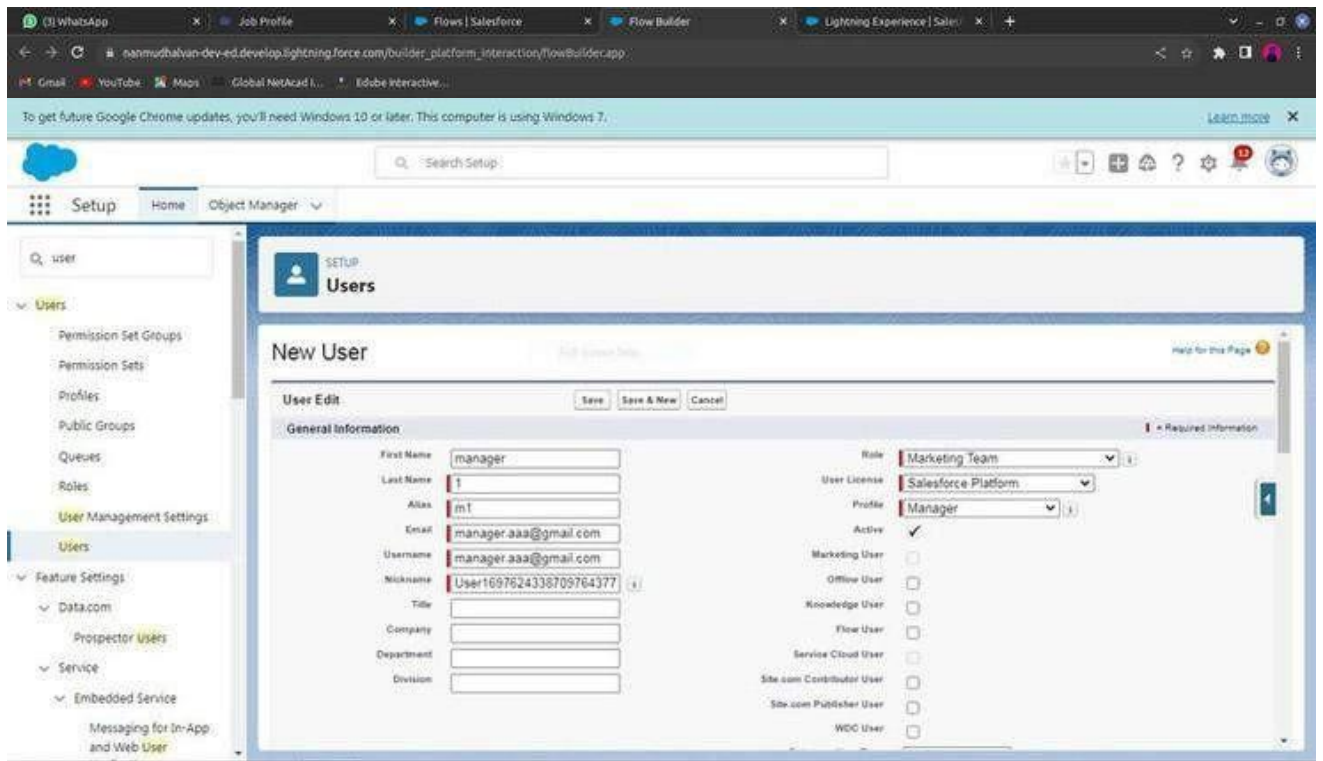 (3) WhatsApp
Job Profile
Flows | Salesforce
Flow Builder
Lightning Experience | Sales
nanmudhalvan-dev-ed.develop.lightning.force.com/builder_platform_interaction/flowBuilder.app
Gmail YouTube Maps Global NetAcad I... Edube Interactive...
To get future Google Chrome updates, you'll need Windows 10 or later. This computer is using Windows 7. Learn more
Search Setup
12
Setup Home Object Manager
user
Users
Permission Set Groups
Permission Sets
Profiles
Public Groups
Queues
Roles
User Management Settings
Users
Feature Settings
Data.com
Prospector Users
Service
Embedded Service
Messaging for In-App
and Web User
SETUP
Users
New User
Help for this Page
User Edit Save Save & New Cancel
General Information = Required Information
First Name manager
Last Name 1
Alias m1
Email manager.aaa@gmail.com
Username manager.aaa@gmail.com
Nickname User1697624338709764377
Title
Company
Department
Division
Role Marketing Team
User License Salesforce Platform
Profile Manager
Active
Marketing User
Offline User
Knowledge User
Flow User
Service Cloud User
Site.com Contributor User
Site.com Publisher User
WDC User